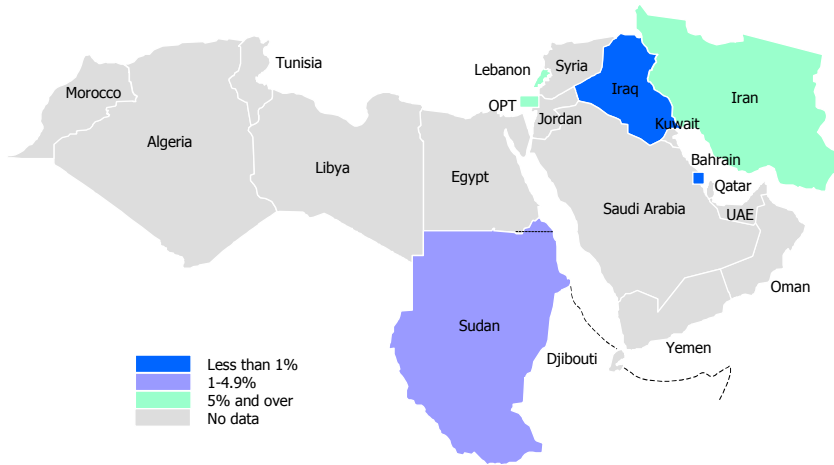 Tunisia
Morocco
Algeria
Libya
Egypt
Lebanon
Syria
OPT
Jordan
Iraq
Iran
Kuwait
Bahrain
Qatar
Saudi Arabia
UAE
Oman
Sudan
Djibouti
Yemen
Less than 1%
1-4.9%
5% and over
No data